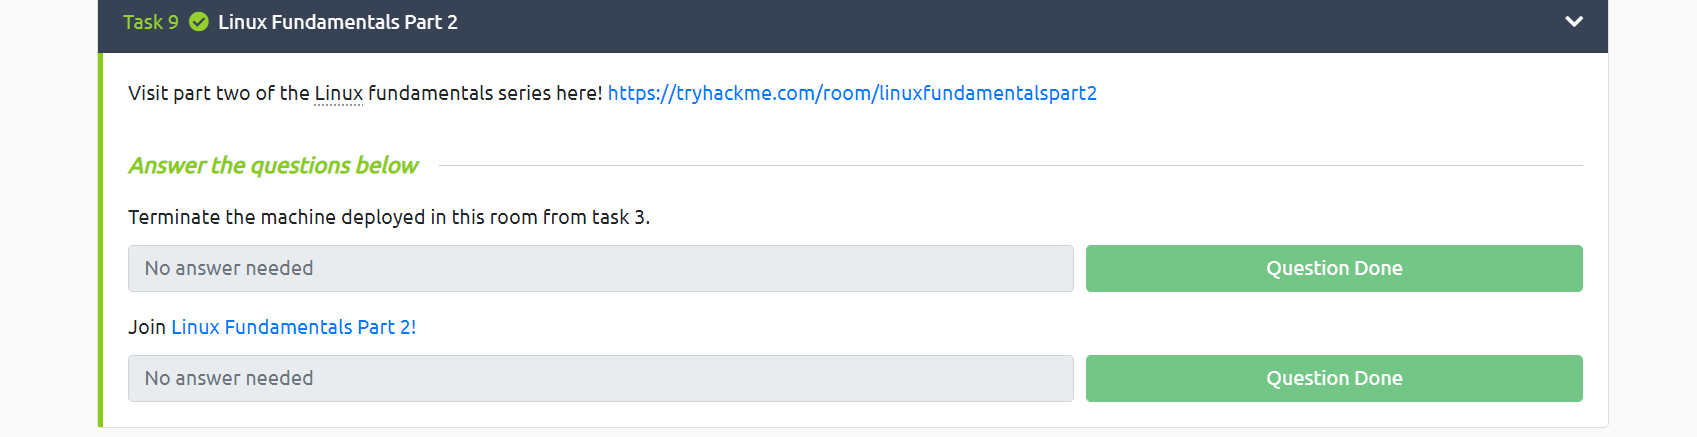 Task 9 Linux Fundamentals Part 2
Visit part two of the Linux fundamentals series here! https://tryhackme.com/room/linuxfundamentalspart2
Answer the questions below
Terminate the machine deployed in this room from task 3.
No answer needed Question Done
Join Linux Fundamentals Part 2!
No answer needed Question Done